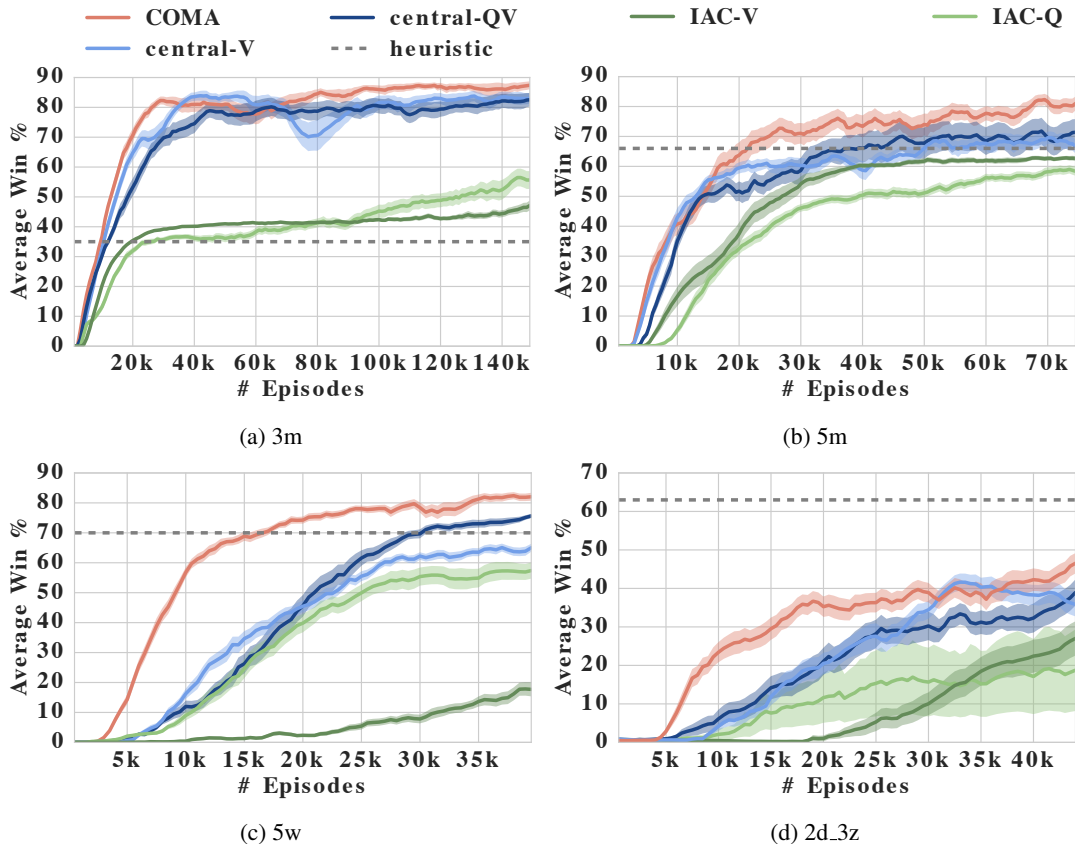 COMA
central-QV
IAC-V
IAC-Q
central-V
heuristic
Average Win %
90
80
70
60
50
40
30
20
10
0
20k 40k 60k 80k 100k 120k 140k
# Episodes
(a) 3m
Average Win %
90
80
70
60
50
40
30
20
10
0
10k 20k 30k 40k 50k 60k 70k
# Episodes
(b) 5m
Average Win %
90
80
70
60
50
40
30
20
10
0
5k 10k 15k 20k 25k 30k 35k
# Episodes
(c) 5w
Average Win %
70
60
50
40
30
20
10
0
5k 10k 15k 20k 25k 30k 35k 40k
# Episodes
(d) 2d_3z